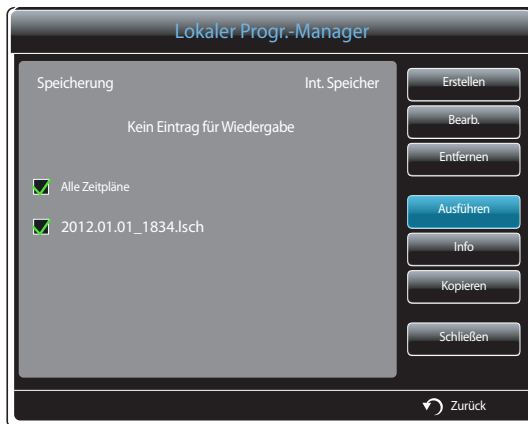 Lokaler Progr.-Manager
Speicherung Int. Speicher
Kein Eintrag für Wiedergabe
Alle Zeitpläne
2012.01.01_1834.lsch
Erstellen
Bearb.
Entfernen
Ausführen
Info
Kopieren
Schließen
Zurück